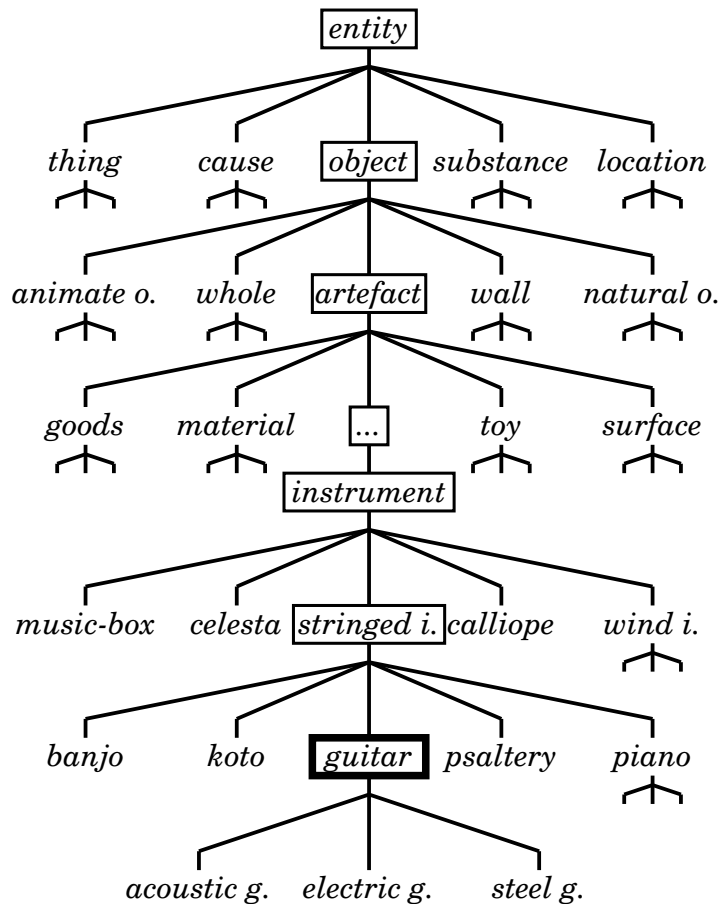 entity
thing cause object substance location
animate o. whole artefact wall natural o.
goods material ... toy surface
instrument
music-box celesta stringed i. calliope wind i.
banjo koto guitar psaltery piano
acoustic g. electric g. steel g.